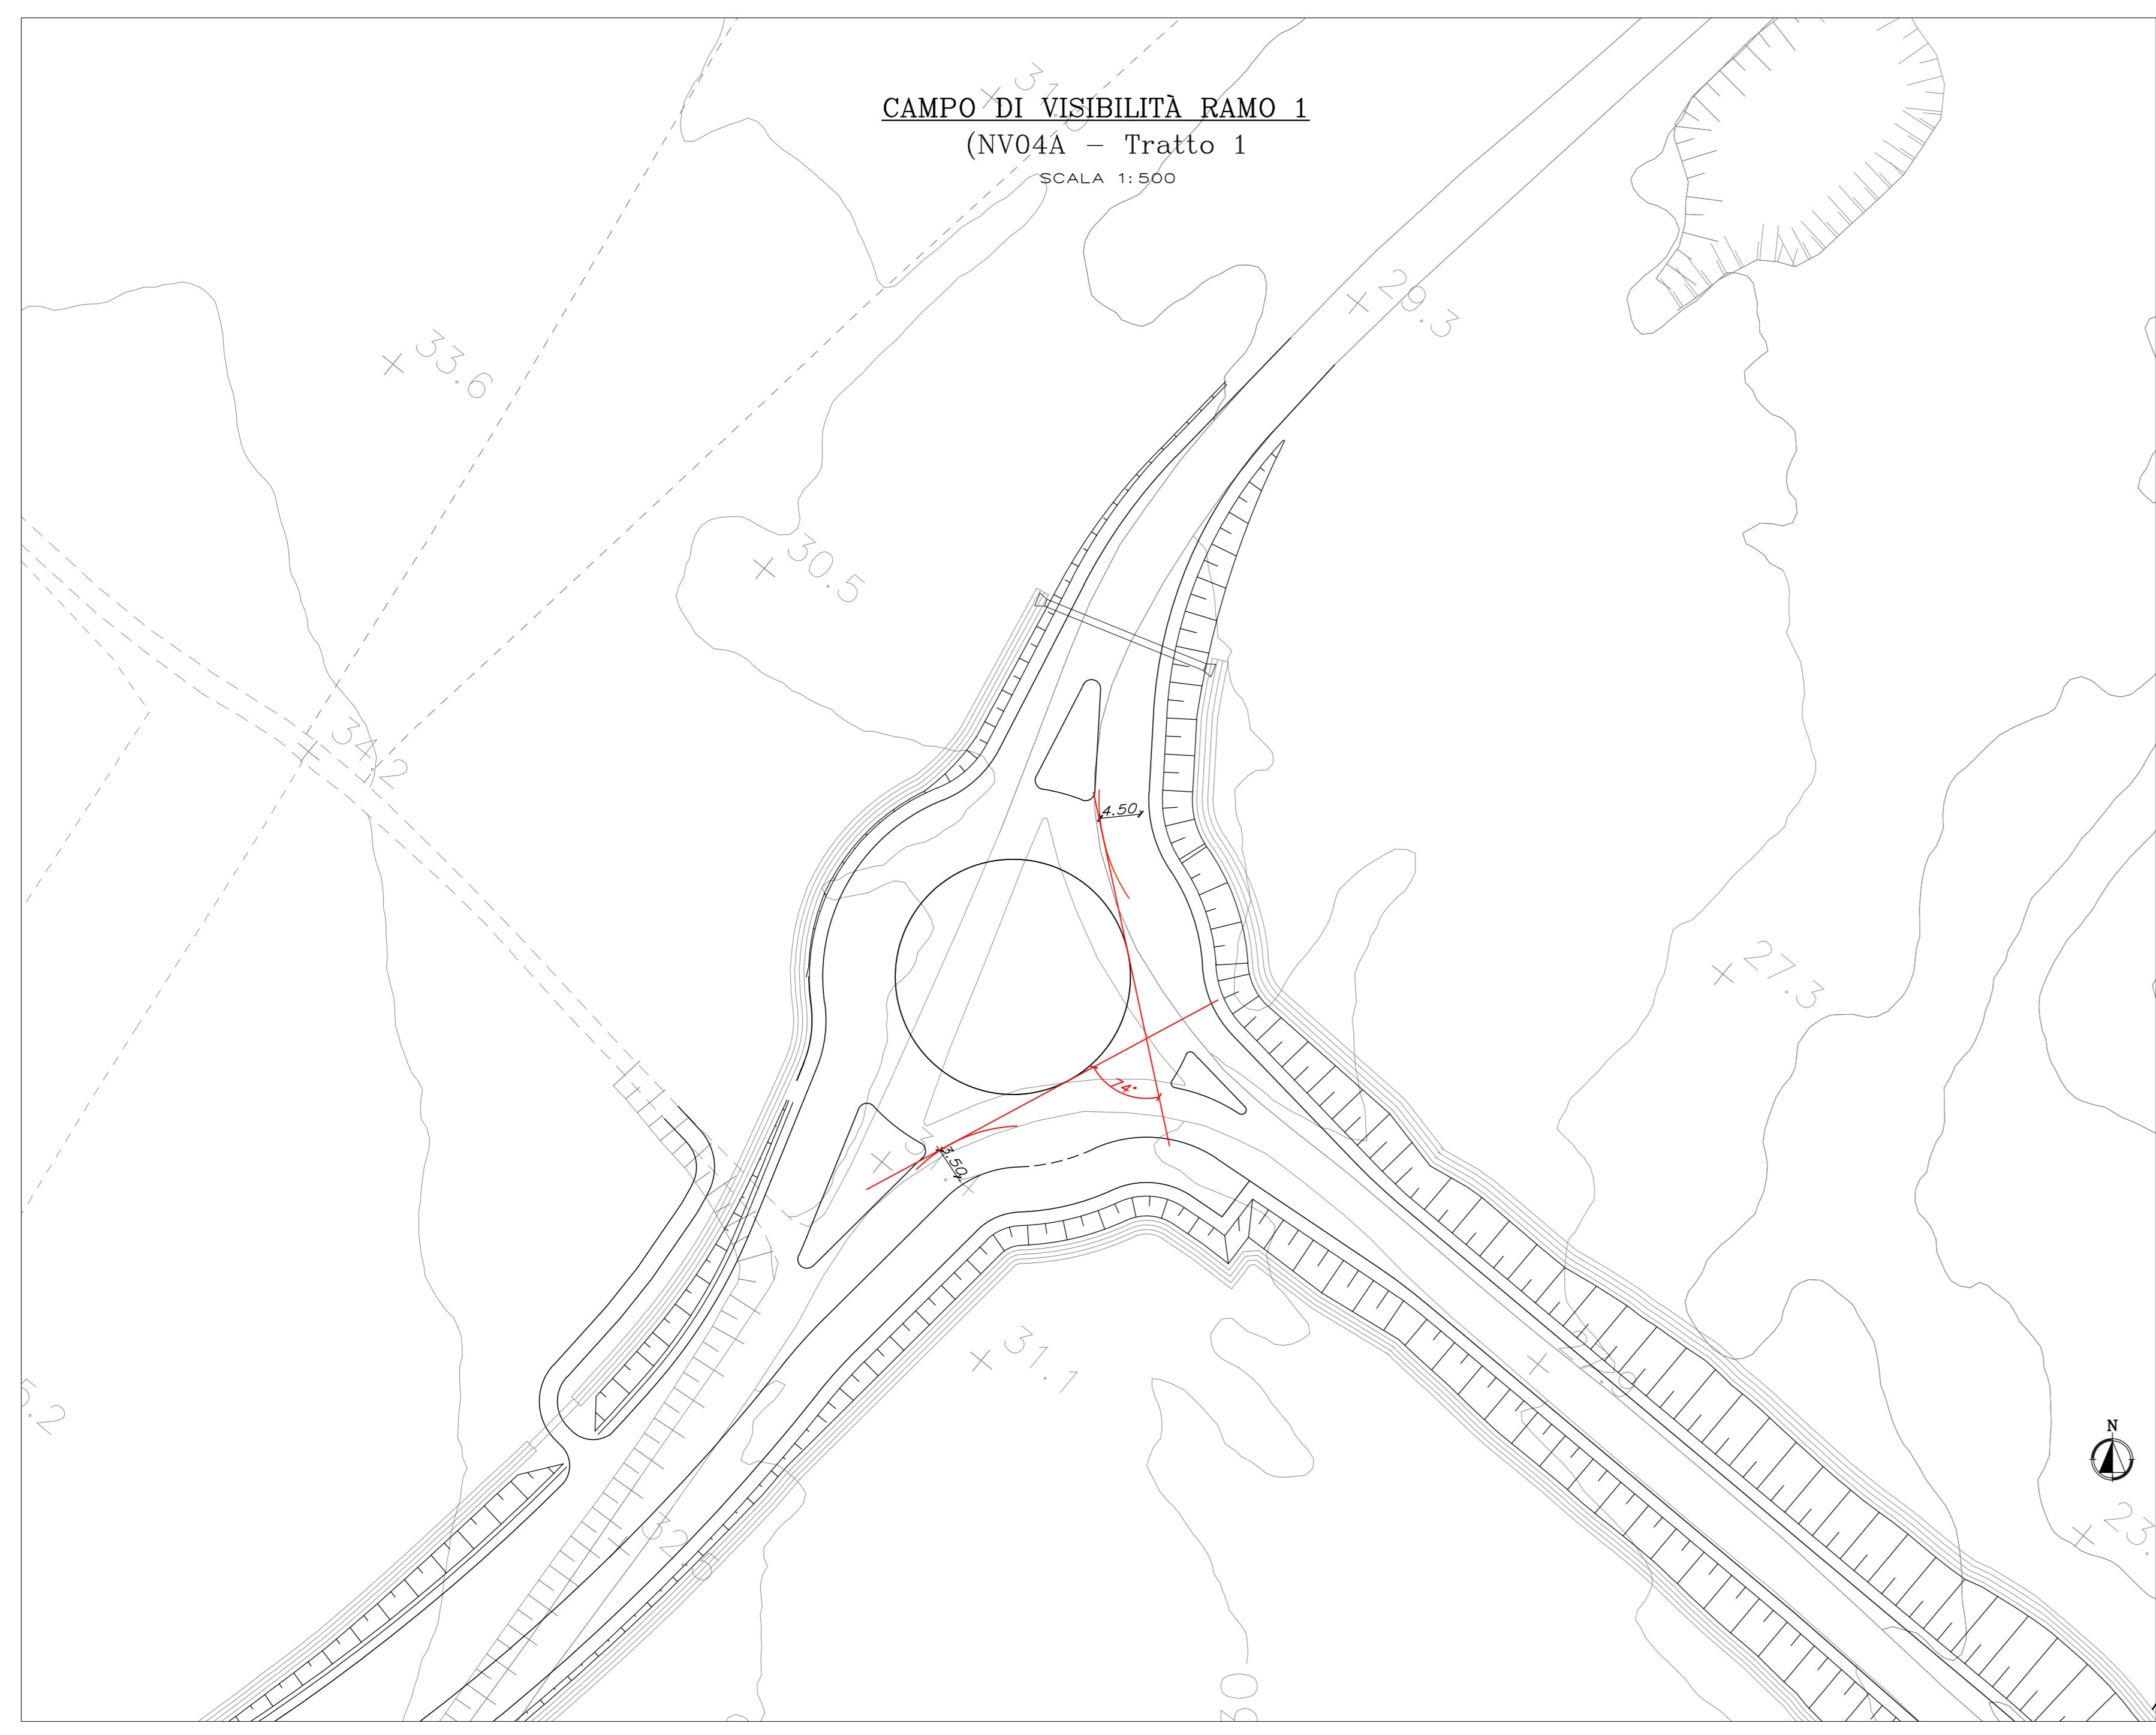 CAMPO DI VISIBILITÀ RAMO 1
(NV04A - Tratto 1
SCALA 1:500
29.3
33.6
30.5
34.2
4.50
27.3
74°
3.50
31.1
N